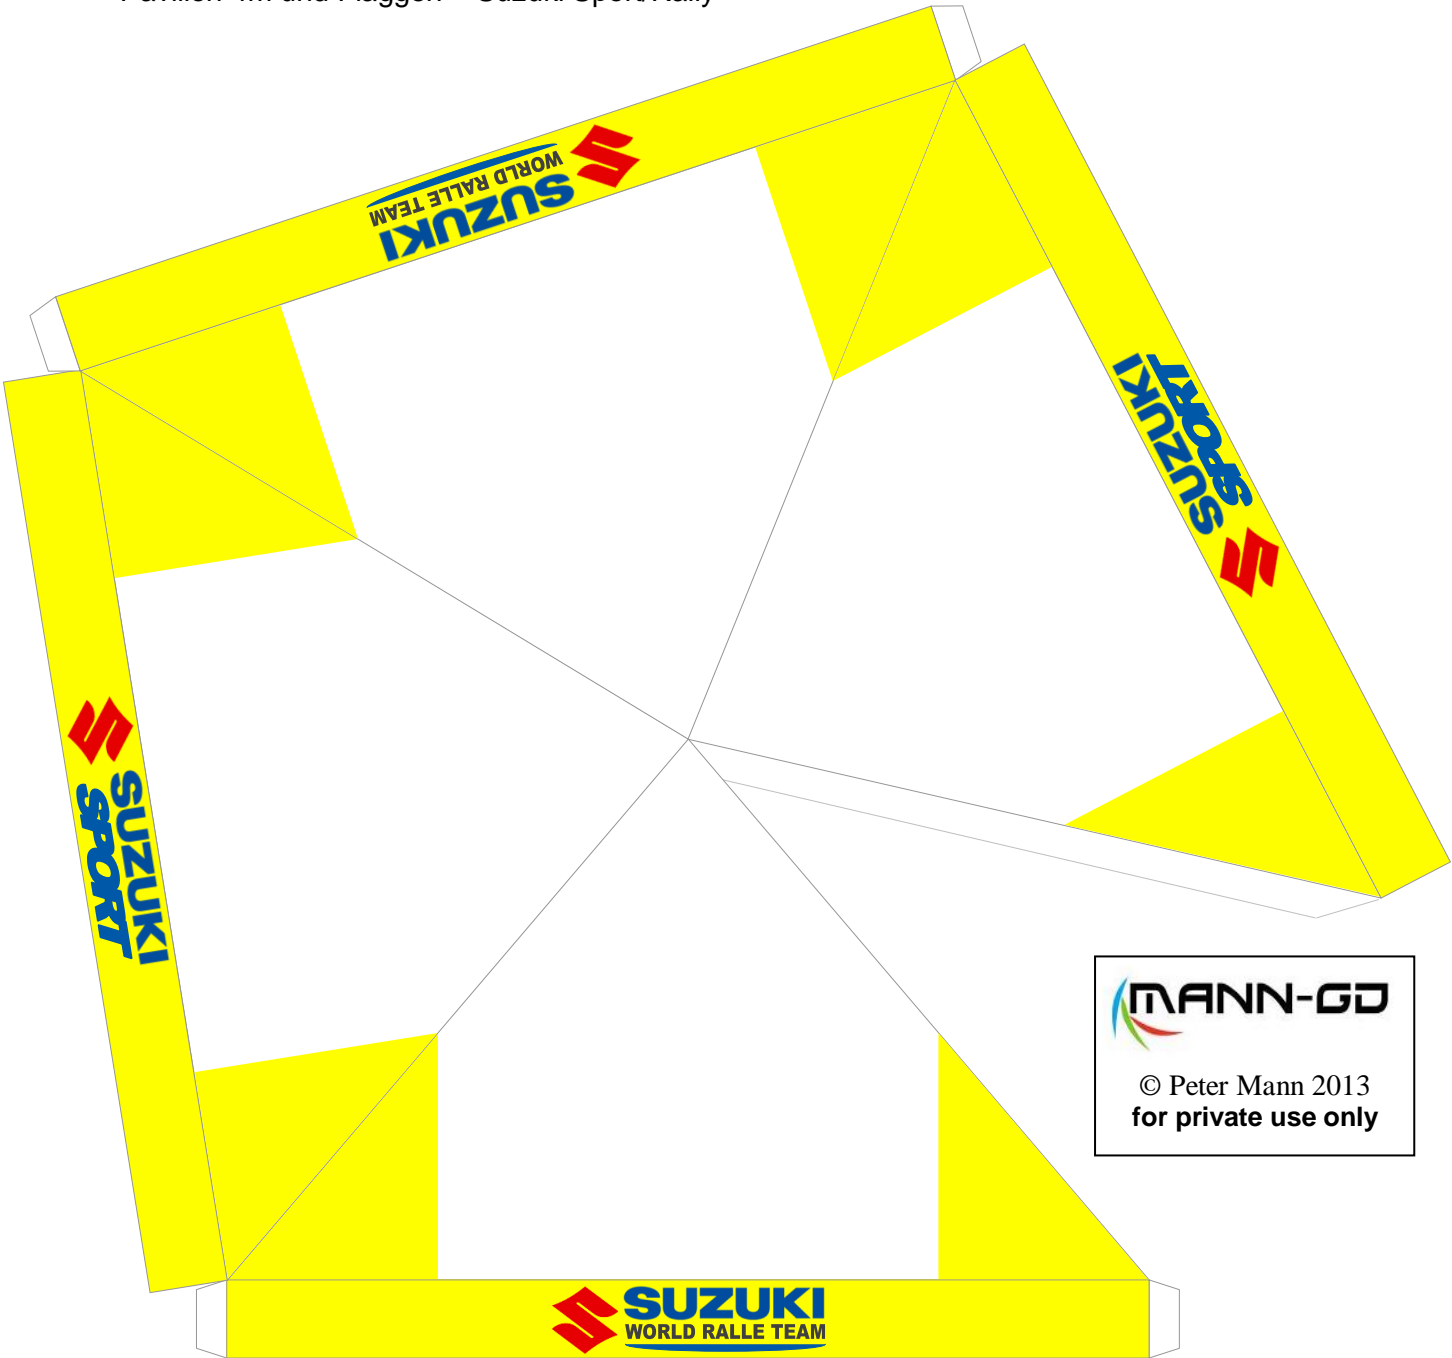 SUZUKI
WORLD RALLE TEAM
SUZUKI
SPORT
SUZUKI
SPORT
MANN-GD
© Peter Mann 2013
for private use only
SUZUKI
WORLD RALLE TEAM